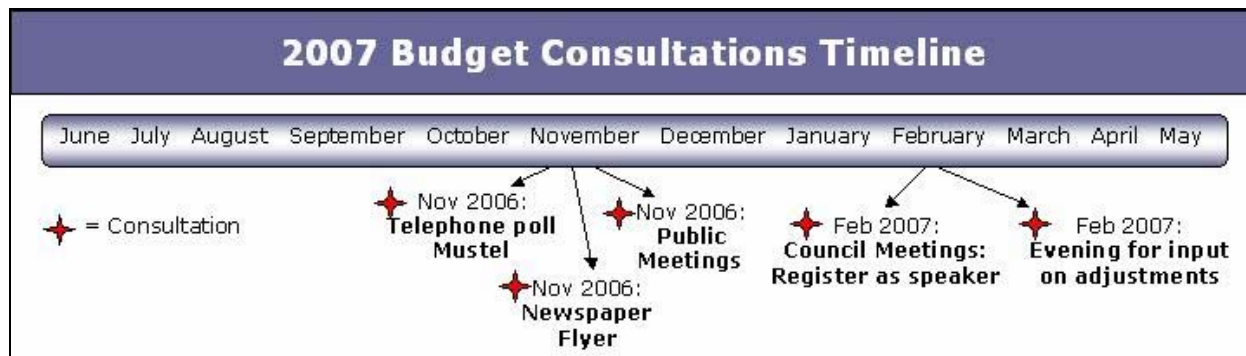 2007 Budget Consultations Timeline
June July August September October November December January February March April May
= Consultation
Nov 2006:
Telephone poll
Mustel
Nov 2006:
Newspaper
Flyer
Nov 2006:
Public
Meetings
Feb 2007:
Council Meetings:
Register as speaker
Feb 2007:
Evening for input
on adjustments